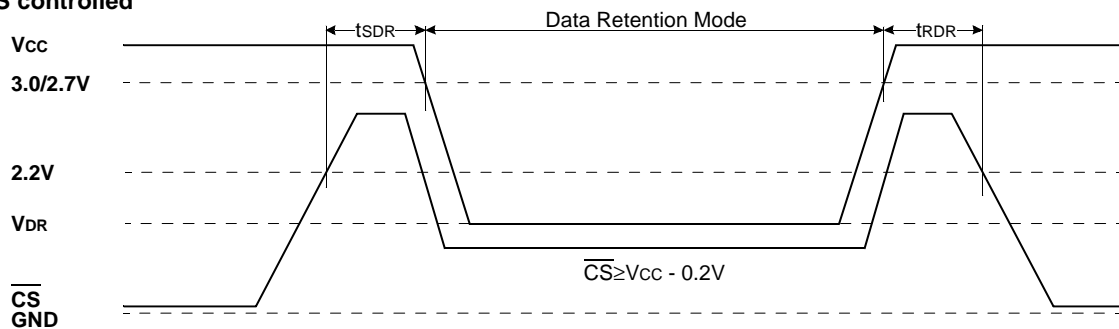 controlled
Data Retention Mode
tSDR
tRDR
VCC
3.0/2.7V
2.2V
VDR
CS≥VCC - 0.2V
CS
GND